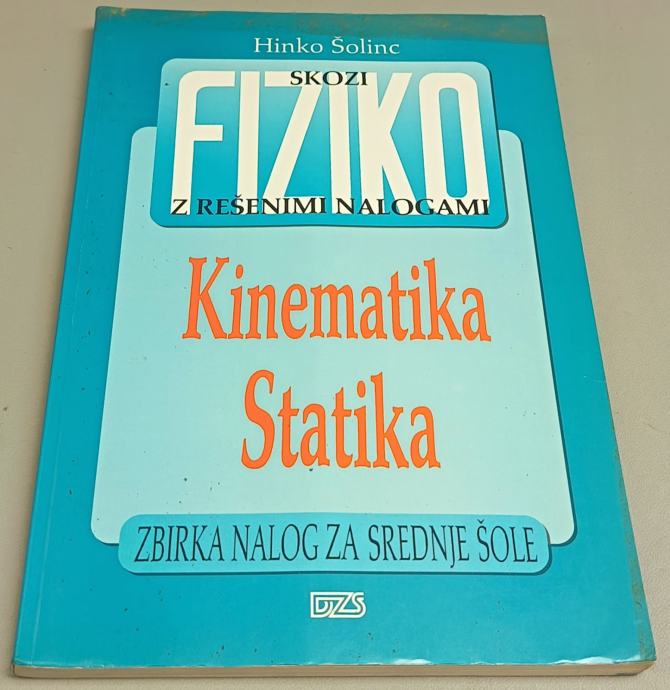 Hinko Šolinc
SKOZI
FIZIKO
Z REŠENIMI NALOGAMI
Kinematika
Statika
ZBIRKA NALOG ZA SREDNJE ŠOLE
DZS